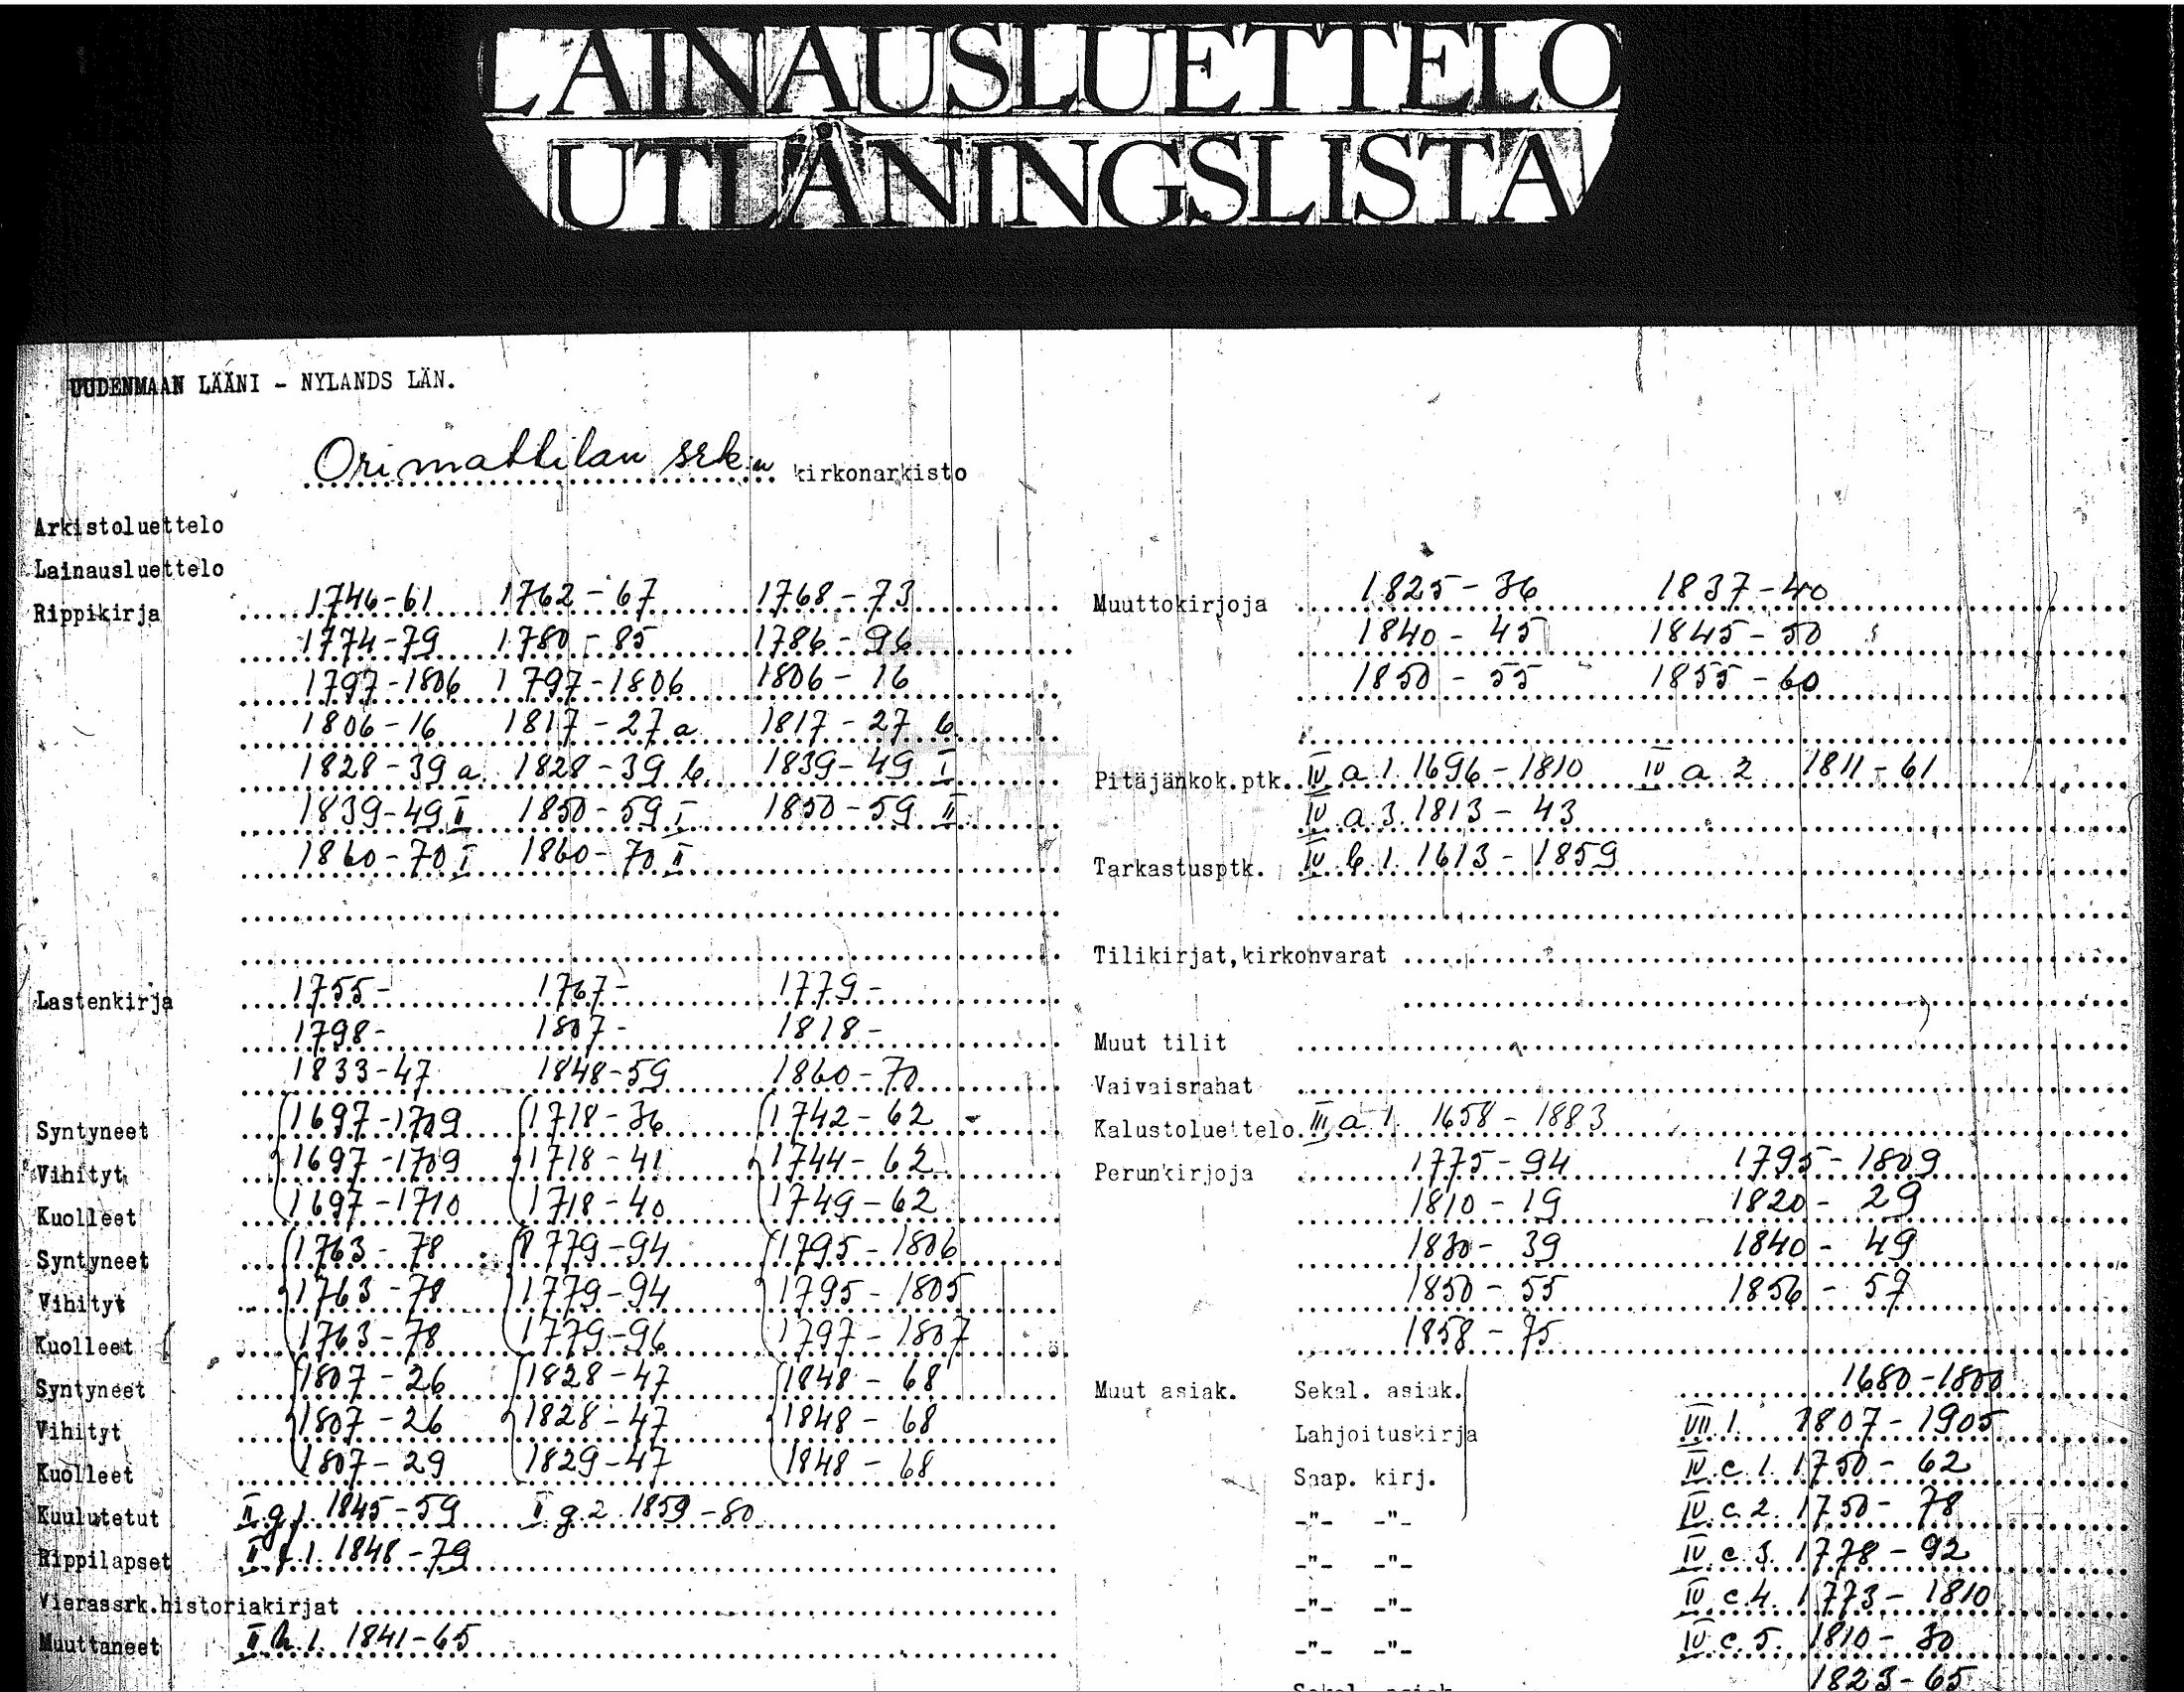 LAINAUSLUETTELO
UTLÅNINGSLISTA
UUDENMAAN LÄÄNI - NYLANDS LÄN.
Orimattilan srk:n kirkonarkisto
Arkistoluettelo
Lainausluettelo
Rippikirja 1746-61 1762-67 1768-73
1774-79 1780-85 1786-96
1797-1806 1797-1806 1806-16
1806-16 1817-27 a 1817-27 b
1828-39 a 1828-39 b 1839-49 I
1839-49 II 1850-59 I 1850-59 II
1860-70 I 1860-70 II
Lastenkirja 1755- 1767- 1779-
1798- 1807- 1818-
1833-47 1848-59 1860-70
Syntyneet 1697-1709 1718-36 1742-62
Vihityt 1697-1709 1718-41 1744-62
Kuolleet 1697-1710 1718-40 1749-62
Syntyneet 1763-78 1779-94 1795-1806
Vihityt 1763-78 1779-94 1795-1805
Kuolleet 1763-78 1779-96 1797-1807
Syntyneet 1807-26 1828-47 1848-68
Vihityt 1807-26 1828-47 1848-68
Kuolleet 1807-29 1829-47 1848-68
Kuulutetut II g.1. 1845-59 II g.2 1859-80
Rippilapset II f.1. 1848-79
Vierassrk.historiakirjat
Muuttaneet II h.1. 1841-65
Muuttokirjoja 1825-36 1837-40
1840-45 1845-50
1850-55 1855-60
Pitäjänkok.ptk. IV a 1. 1696-1810 IV a 2 1811-61
IV a 3. 1813-43
Tarkastusptk. IV b 1. 1613-1859
Tilikirjat,kirkonvarat
Muut tilit
Vaivaisrahat
Kalustoluettelo III a 1. 1658-1883
Perunkirjoja 1775-94 1795-1809
1810-19 1820-29
1830-39 1840-49
1850-55 1856-57
1858-75
Muut asiak. Sekal. asiak. 1680-1800
Lahjoituskirja VII 1. 1807-1905
Saap. kirj. IV c.1. 1750-62
-"- -"- IV c.2. 1750-78
-"- -"- IV c.3. 1778-92
-"- -"- IV c.4. 1773-1810
-"- -"- IV c.5. 1810-30
Sekal. asiak. 1823-65